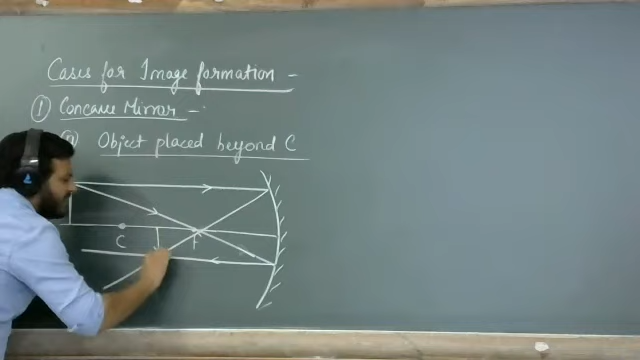 Cases for Image formation -
① Concave Mirror -
ⓐ Object placed beyond C
C F